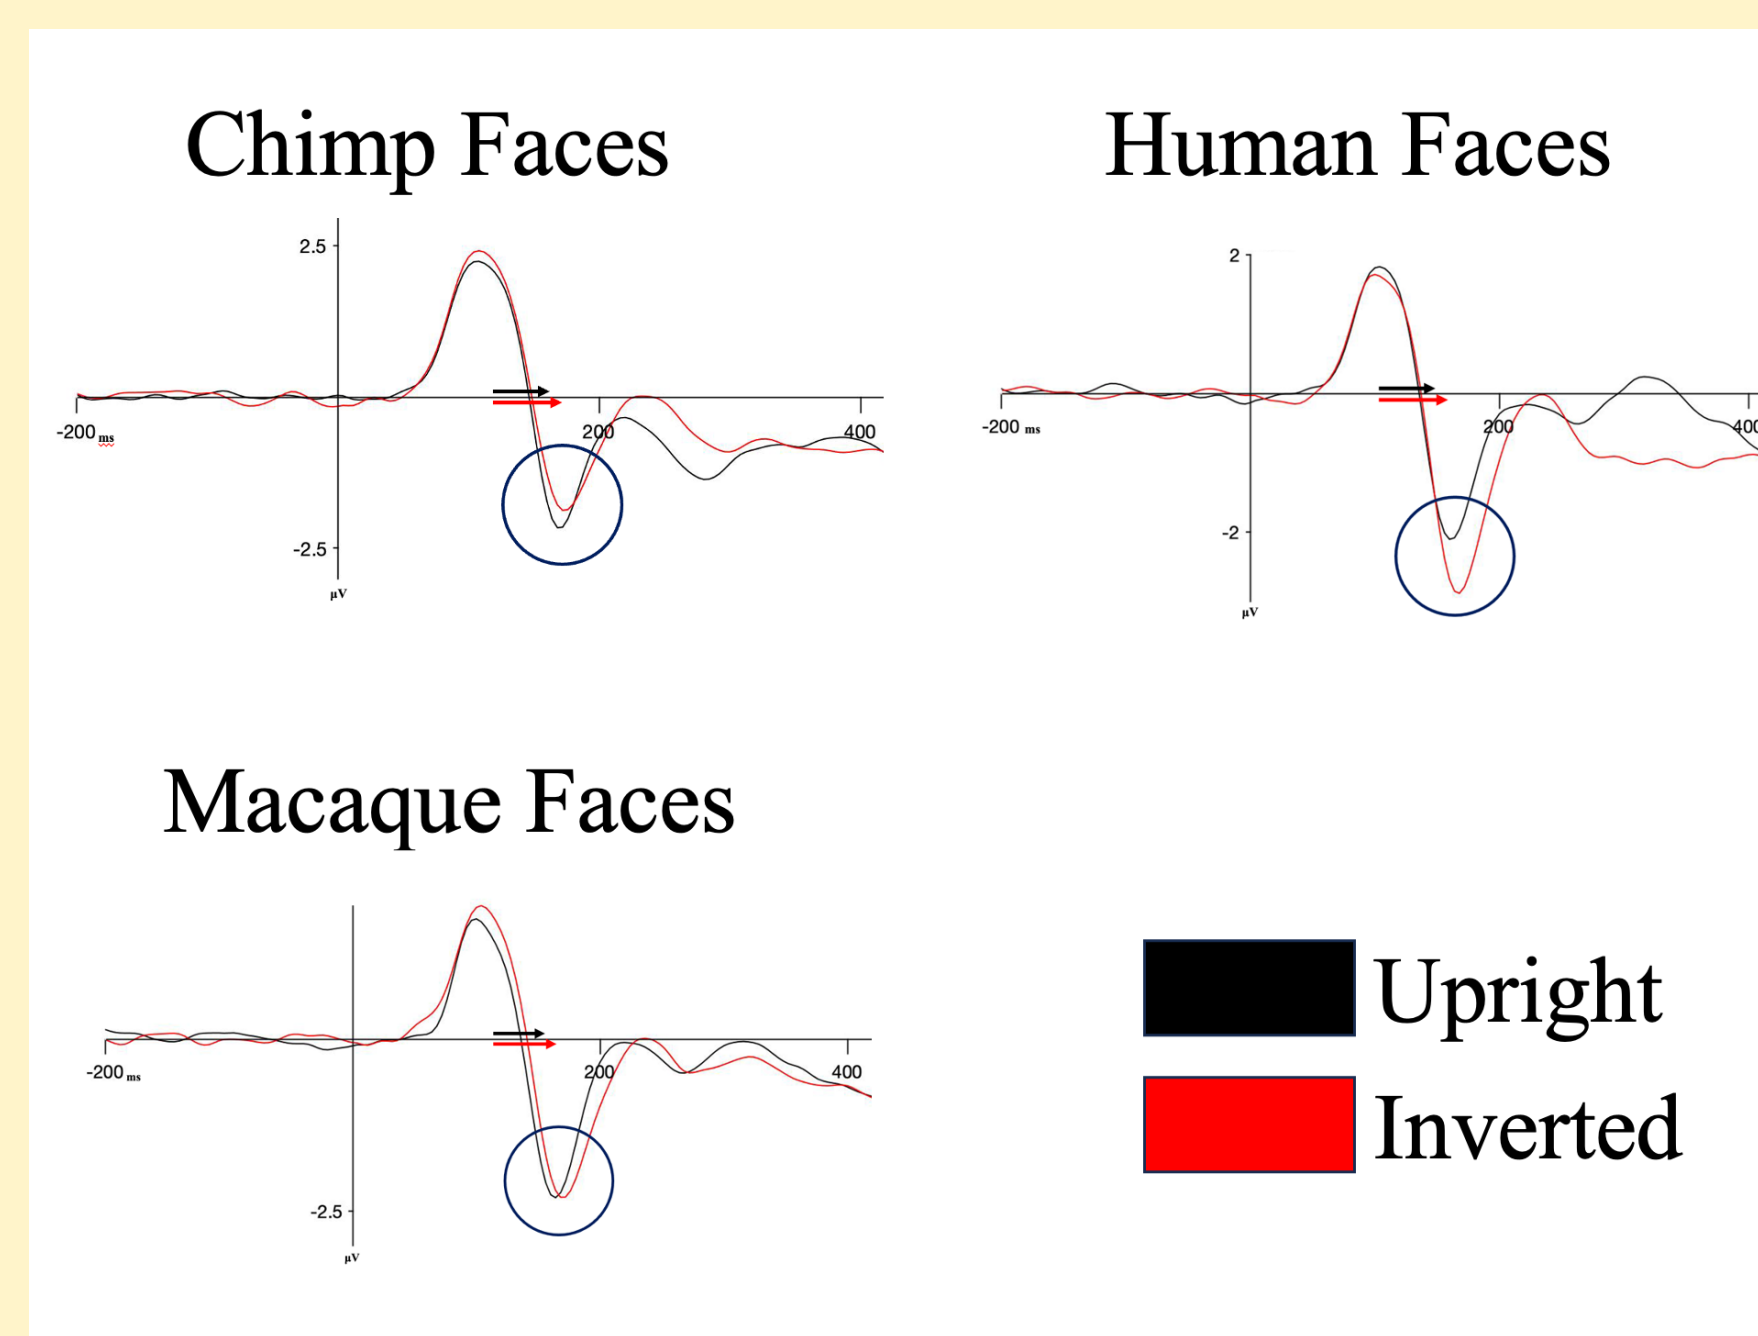 Chimp Faces
2.5
-200 ms
200
400
-2.5
μV
Human Faces
2
-200 ms
200
400
-2
μV
Macaque Faces
-200 ms
200
400
-2.5
μV
Upright
Inverted